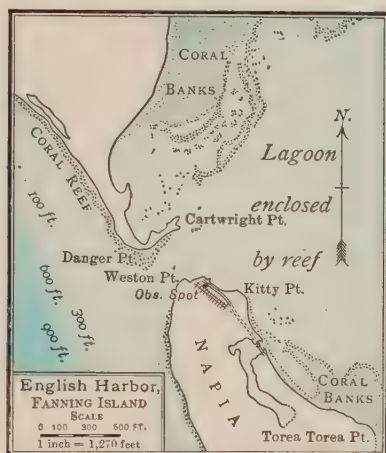 CORAL
BANKS
N.
Lagoon
enclosed
by reef
CORAL REEF
100 ft.
Cartwright Pt.
Danger Pt.
Weston Pt.
Obs. Spot
Kitty Pt.
600 ft.
300 ft.
900 ft.
NAPIA
CORAL
BANKS
Torea Torea Pt.
English Harbor,
FANNING ISLAND
SCALE
0 100 300 500 FT.
1 inch = 1,270 feet